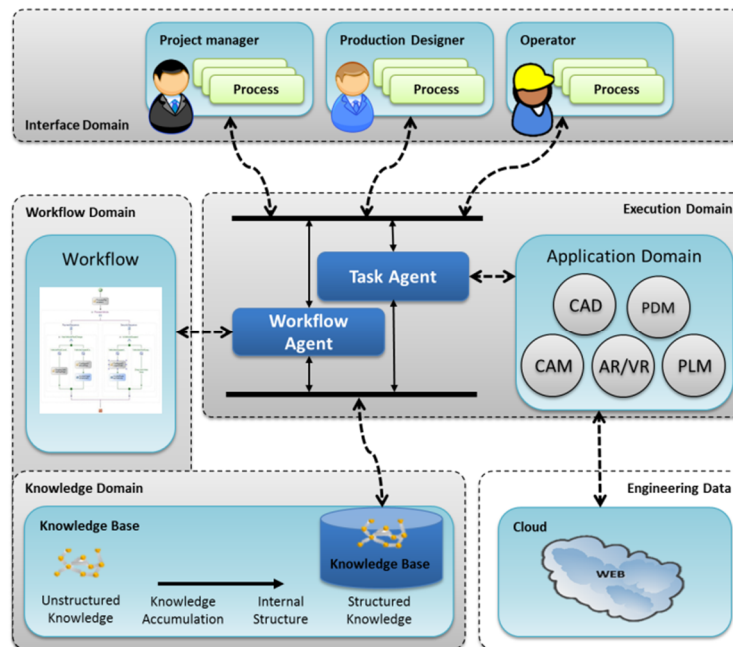 Project manager
Process
Production Designer
Process
Operator
Process
Interface Domain
Workflow Domain
Workflow
Execution Domain
Task Agent
Workflow
Agent
Application Domain
CAD
PDM
CAM
AR/VR
PLM
Knowledge Domain
Knowledge Base
Knowledge Base
Unstructured
Knowledge
Knowledge
Accumulation
Internal
Structure
Structured
Knowledge
Engineering Data
Cloud
WEB